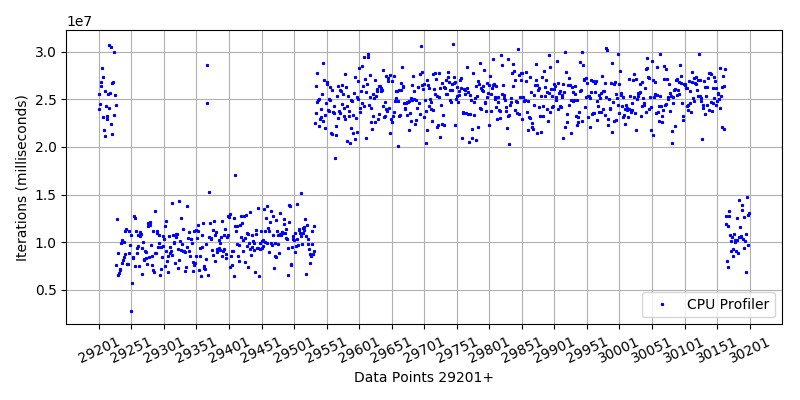 1e7
3.0
2.5
2.0
1.5
1.0
0.5
Iterations (milliseconds)
CPU Profiler
29201 29251 29301 29351 29401 29451 29501 29551 29601 29651 29701 29751 29801 29851 29901 29951 30001 30051 30101 30151 30201
Data Points 29201+